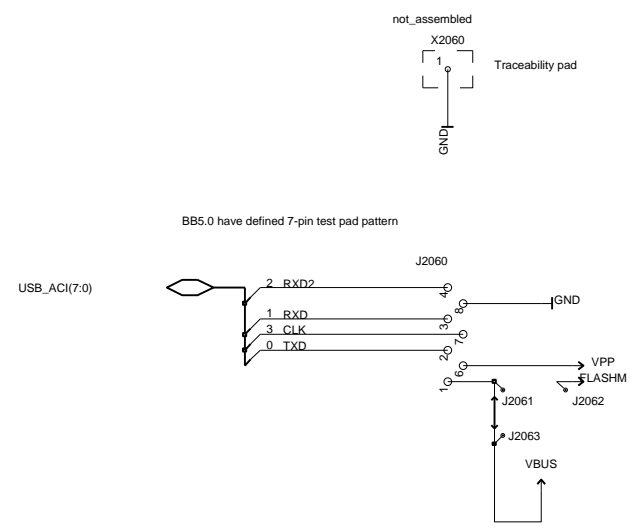 not_assembled
X2060
1
Traceability pad
GND
BB5.0 have defined 7-pin test pad pattern
J2060
USB_ACI(7:0)
2 RXD2
4
8
GND
1 RXD
3
3 CLK
7
0 TXD
2
6
VPP
1
FLASHM
J2061
J2062
J2063
VBUS